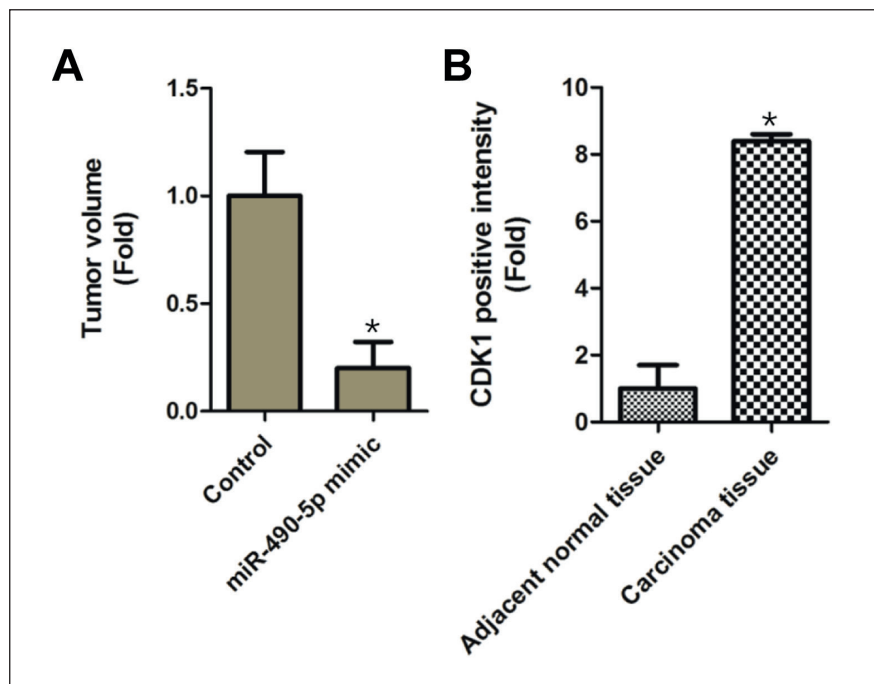 A
Tumor volume
(Fold)
1.5
1.0
0.5
0.0
*
Control
miR-490-5p mimic
B
CDK1 positive intensity
(Fold)
10
8
6
4
2
0
*
Adjacent normal tissue
Carcinoma tissue